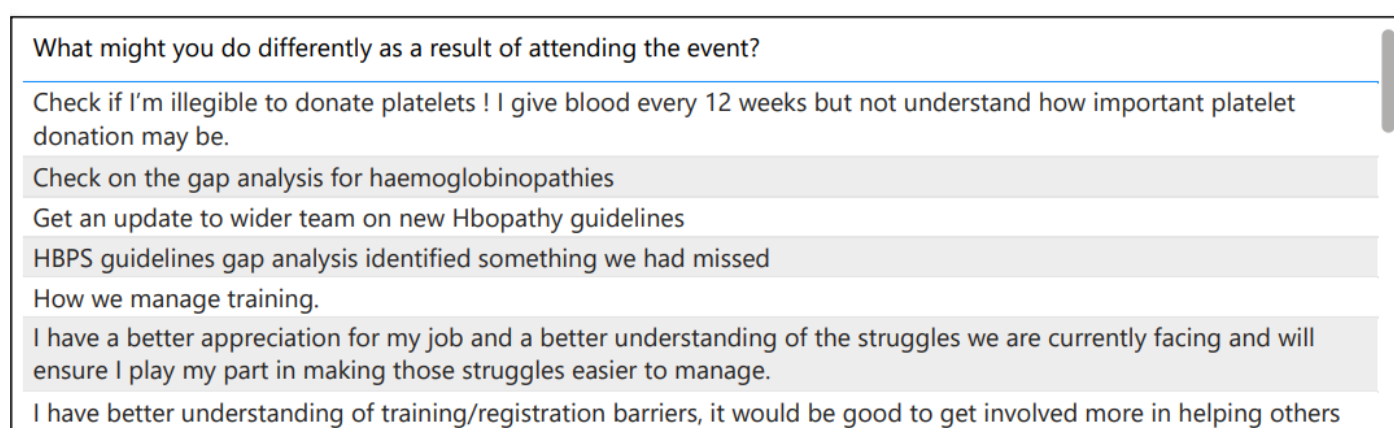 What might you do differently as a result of attending the event?
Check if I'm illegible to donate platelets ! I give blood every 12 weeks but not understand how important platelet
donation may be.
Check on the gap analysis for haemoglobinopathies
Get an update to wider team on new Hbopathy guidelines
HBPS guidelines gap analysis identified something we had missed
How we manage training.
I have a better appreciation for my job and a better understanding of the struggles we are currently facing and will
ensure I play my part in making those struggles easier to manage.
I have better understanding of training/registration barriers, it would be good to get involved more in helping others